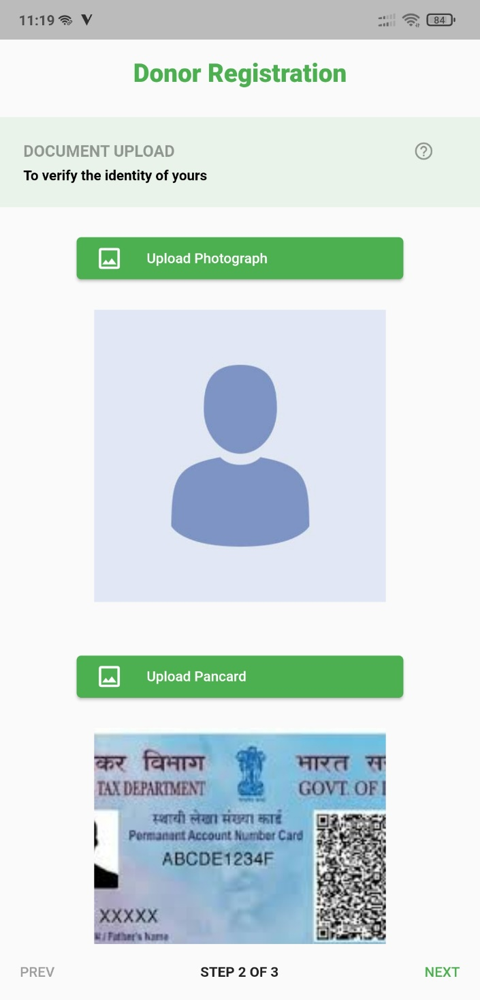 11:19
84
Donor Registration
DOCUMENT UPLOAD
To verify the identity of yours
Upload Photograph
Upload Pancard
कर विभाग भारत स
TAX DEPARTMENT GOVT. OF I
स्थायी लेखा संख्या कार्ड
Permanent Account Number Card
ABCDE1234F
XXXXX
/ Father's Name
PREV STEP 2 OF 3 NEXT